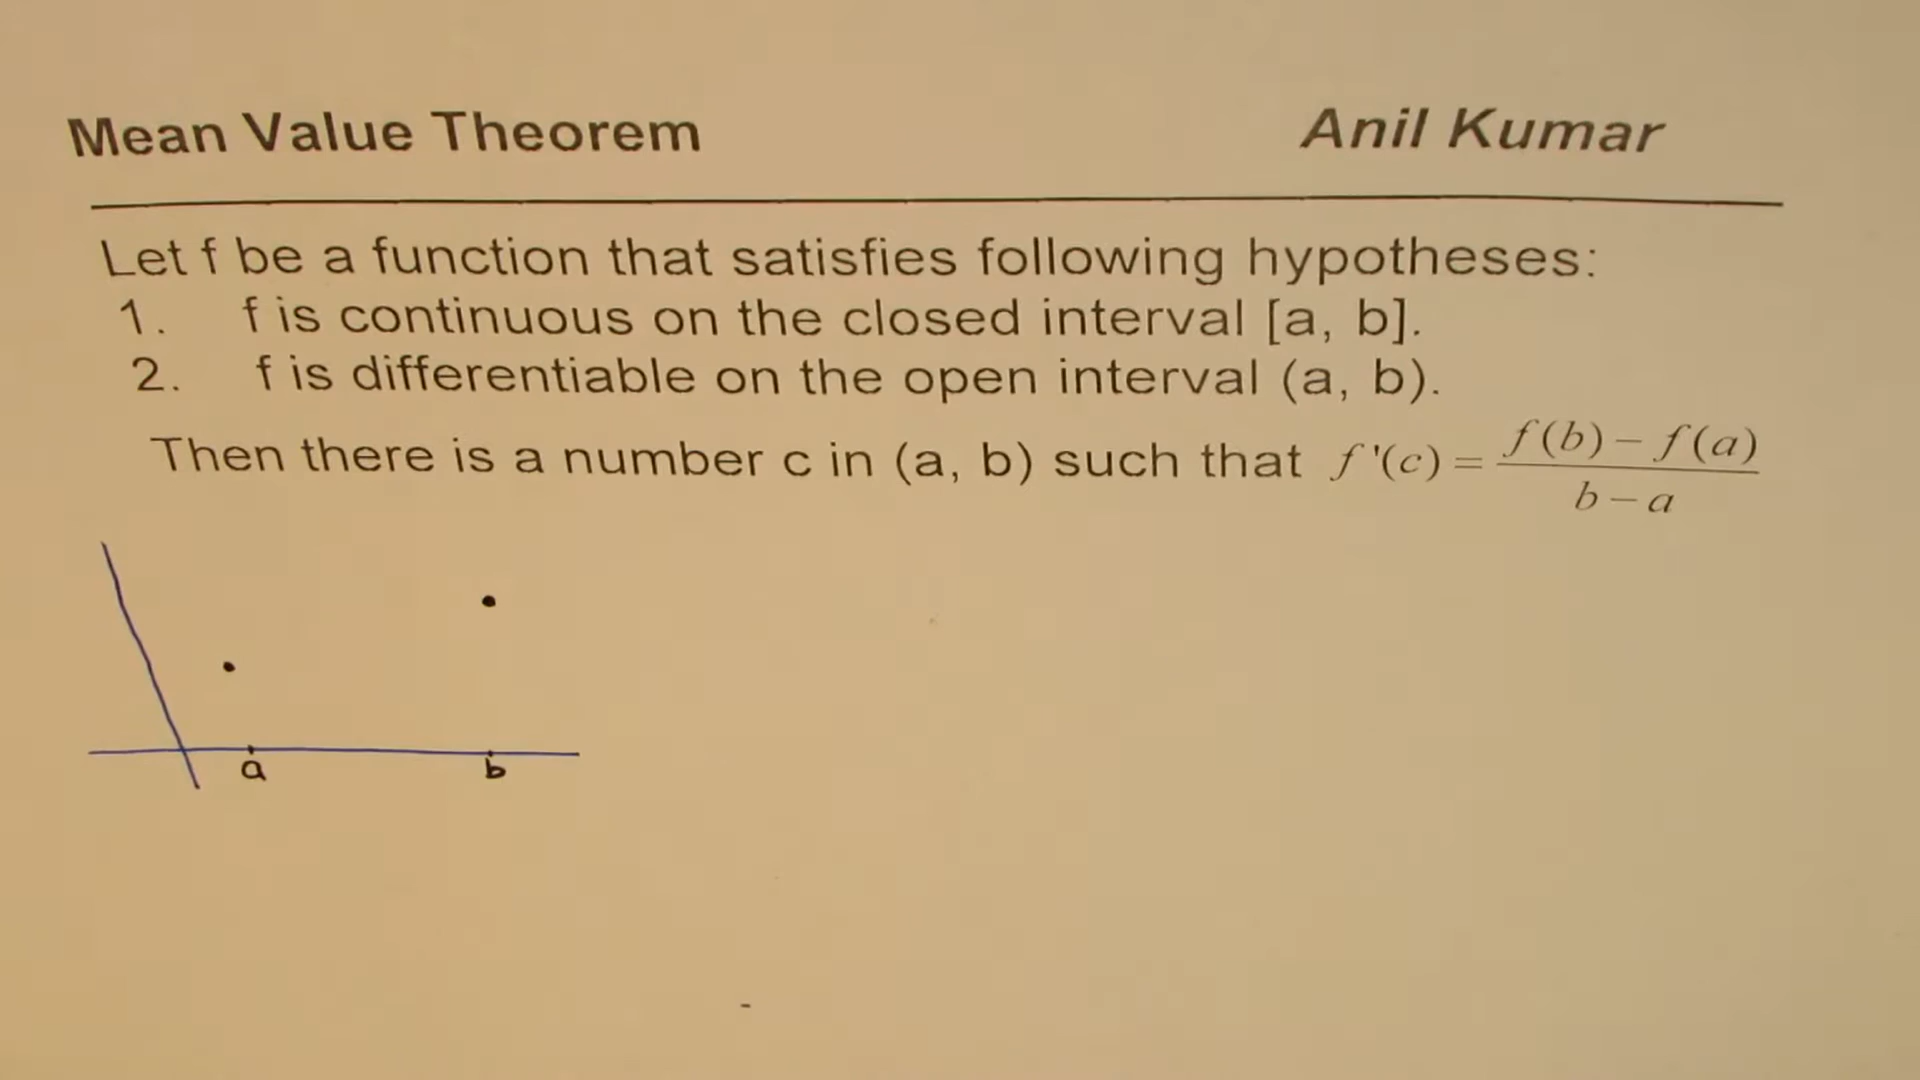 Mean Value Theorem Anil Kumar
Let f be a function that satisfies following hypotheses:
1. f is continuous on the closed interval [a, b].
2. f is differentiable on the open interval (a, b).
Then there is a number c in (a, b) such that f'(c) = f(b) – f(a) / b – a
a b